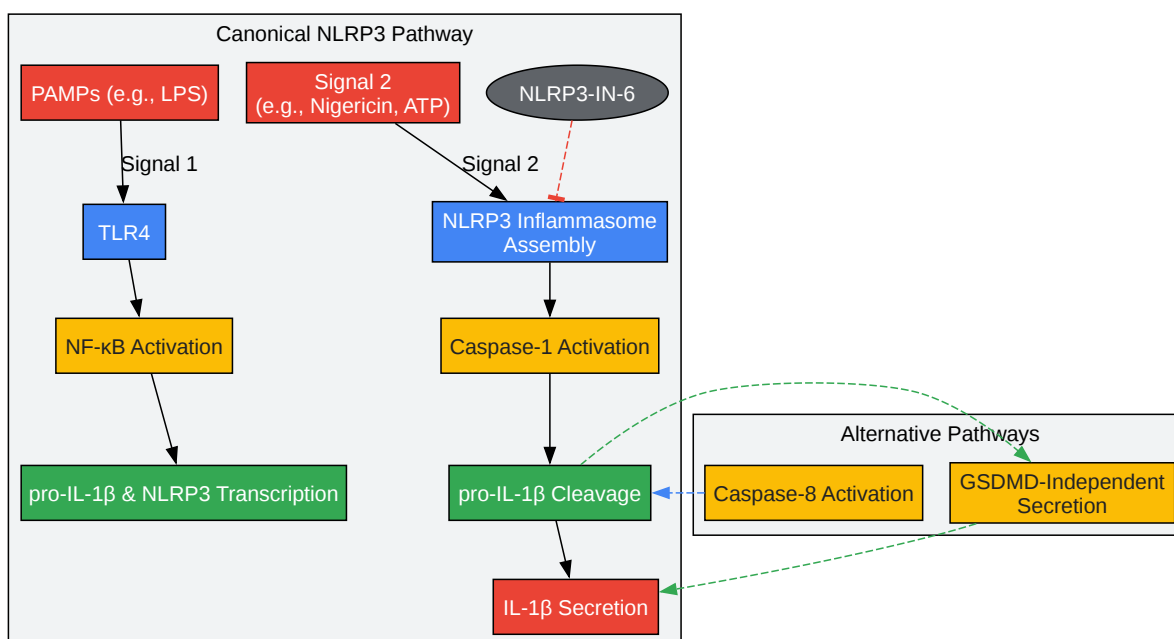 Canonical NLRP3 Pathway
PAMPs (e.g., LPS)
Signal 2
(e.g., Nigericin, ATP)
NLRP3-IN-6
Signal 1
Signal 2
TLR4
NLRP3 Inflammasome
Assembly
NF-κB Activation
Caspase-1 Activation
Alternative Pathways
pro-IL-1β & NLRP3 Transcription
pro-IL-1β Cleavage
Caspase-8 Activation
GSDMD-Independent
Secretion
IL-1β Secretion